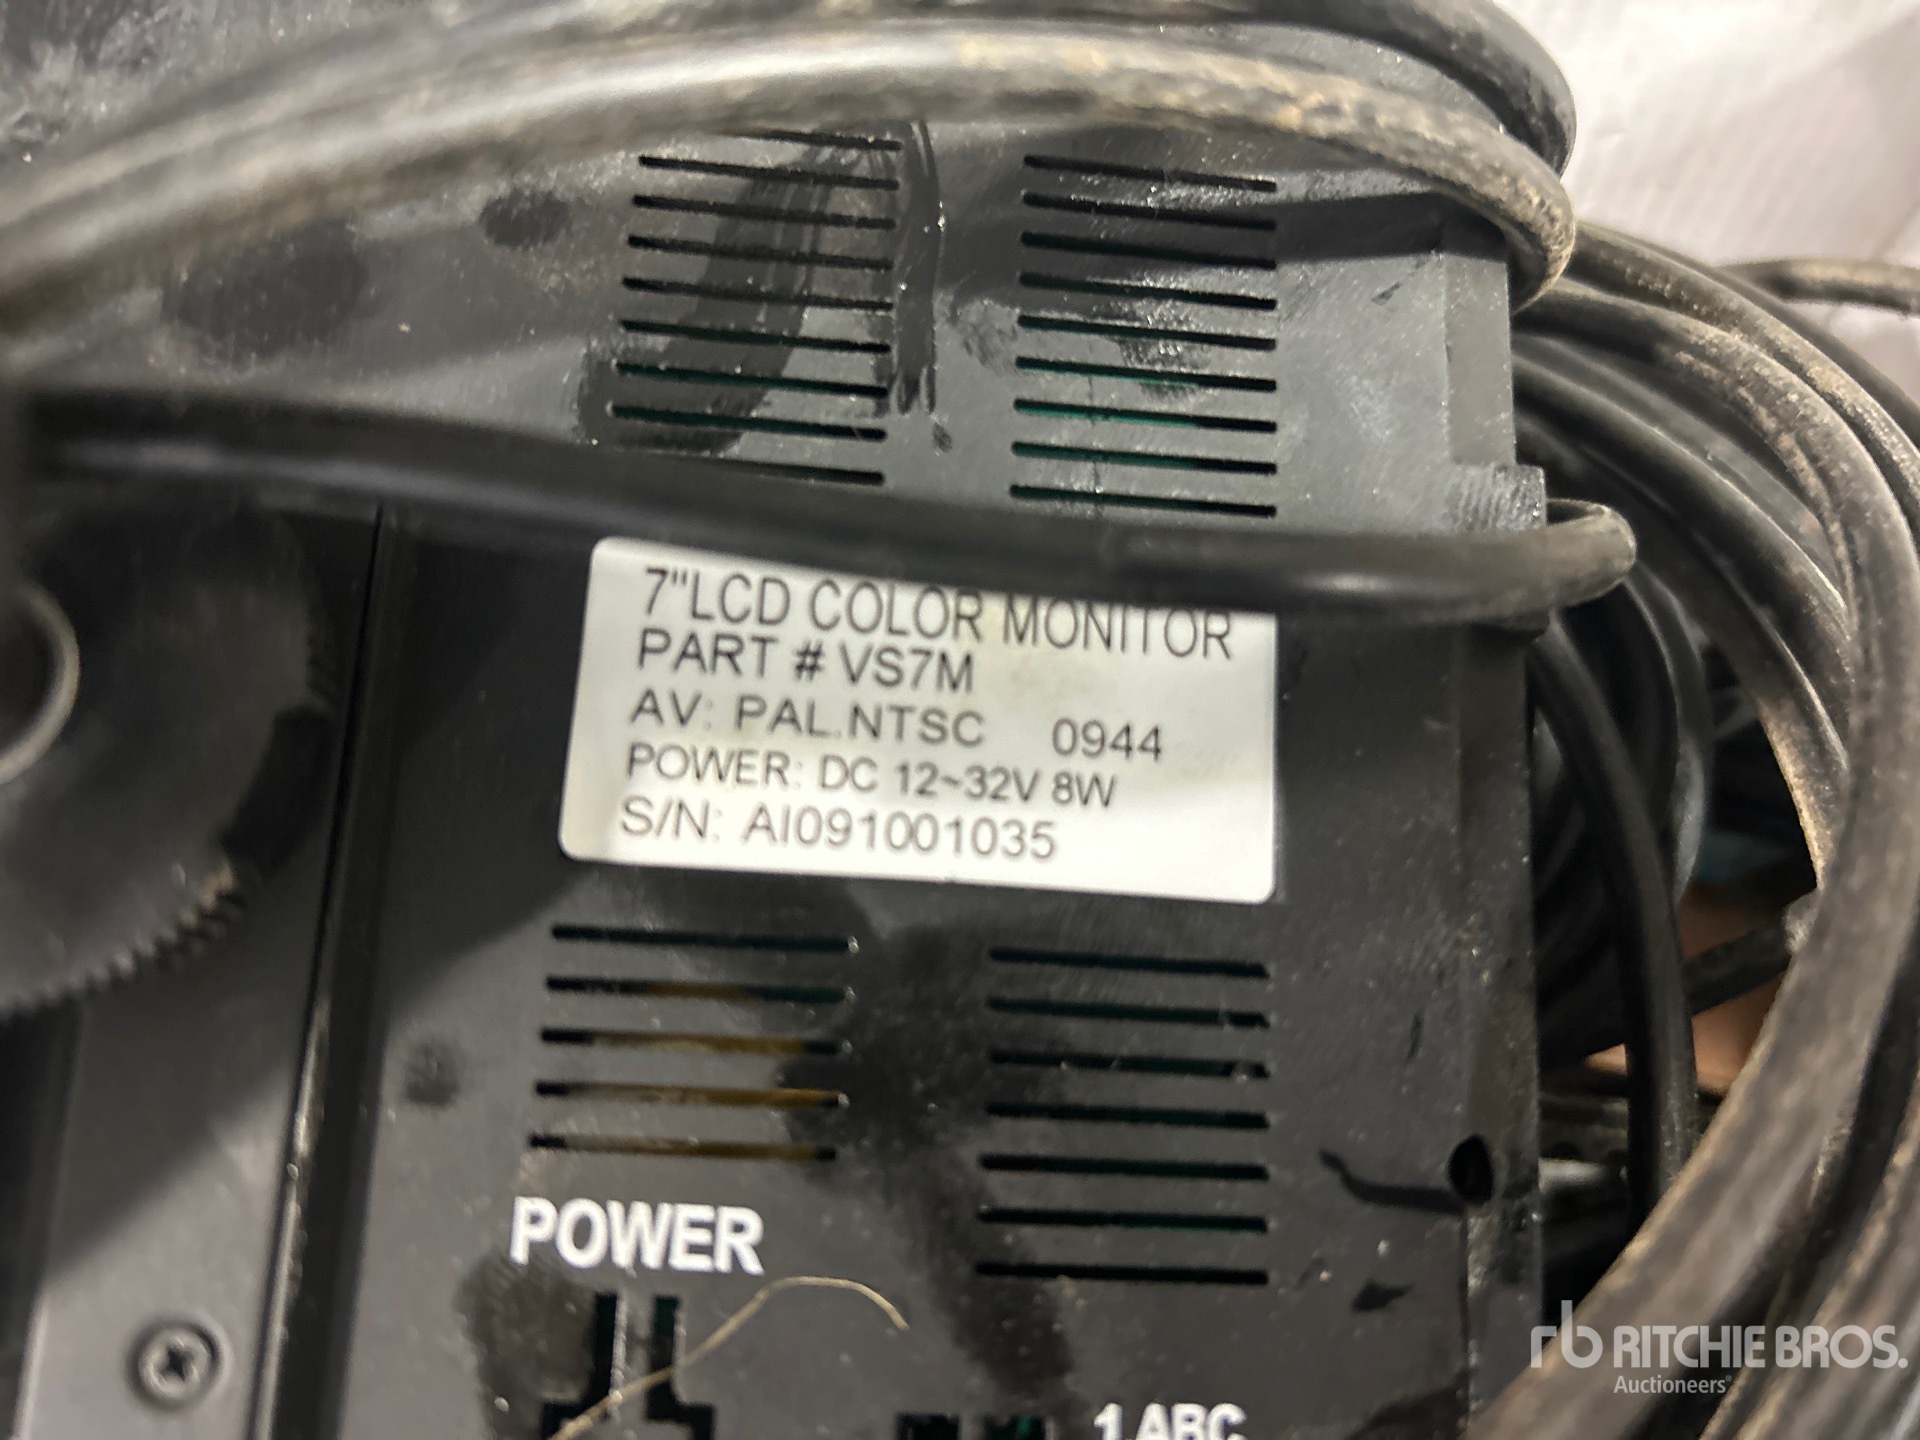 7"LCD COLOR MONITOR
PART # VS7M
AV: PAL.NTSC 0944
POWER: DC 12~32V 8W
S/N: AI091001035
POWER
1.ABC
rb RITCHIE BROS.
Auctioneers